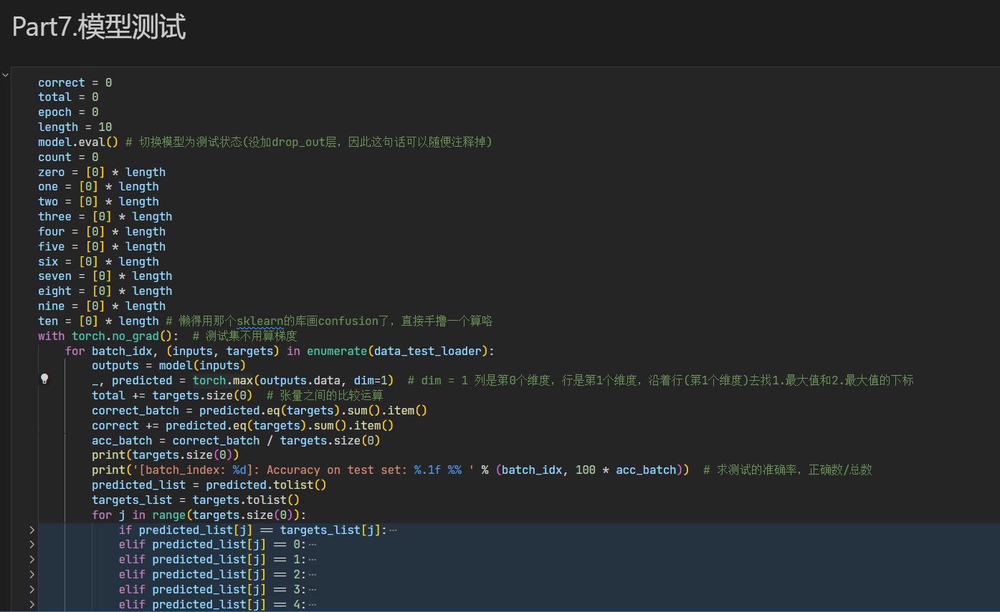 Part7.模型测试
correct = 0
total = 0
epoch = 0
length = 10
model.eval() # 切换模型为测试状态(没加drop_out层，因此这句话可以随便注释掉)
count = 0
zero = [0] * length
one = [0] * length
two = [0] * length
three = [0] * length
four = [0] * length
five = [0] * length
six = [0] * length
seven = [0] * length
eight = [0] * length
nine = [0] * length
ten = [0] * length # 懒得用那个sklearn的库画confusion了，直接手撸一个算咯
with torch.no_grad():  # 测试集不用算梯度
    for batch_idx, (inputs, targets) in enumerate(data_test_loader):
        outputs = model(inputs)
        _, predicted = torch.max(outputs.data, dim=1)  # dim = 1 列是第0个维度，行是第1个维度，沿着行(第1个维度)去找1.最大值和2.最大值的下标
        total += targets.size(0)  # 张量之间的比较运算
        correct_batch = predicted.eq(targets).sum().item()
        correct += predicted.eq(targets).sum().item()
        acc_batch = correct_batch / targets.size(0)
        print(targets.size(0))
        print('[batch_index: %d]: Accuracy on test set: %.1f %% ' % (batch_idx, 100 * acc_batch))  # 求测试的准确率，正确数/总数
        predicted_list = predicted.tolist()
        targets_list = targets.tolist()
        for j in range(targets.size(0)):
            if predicted_list[j] == targets_list[j]:…
            elif predicted_list[j] == 0:…
            elif predicted_list[j] == 1:…
            elif predicted_list[j] == 2:…
            elif predicted_list[j] == 3:…
            elif predicted_list[j] == 4:…